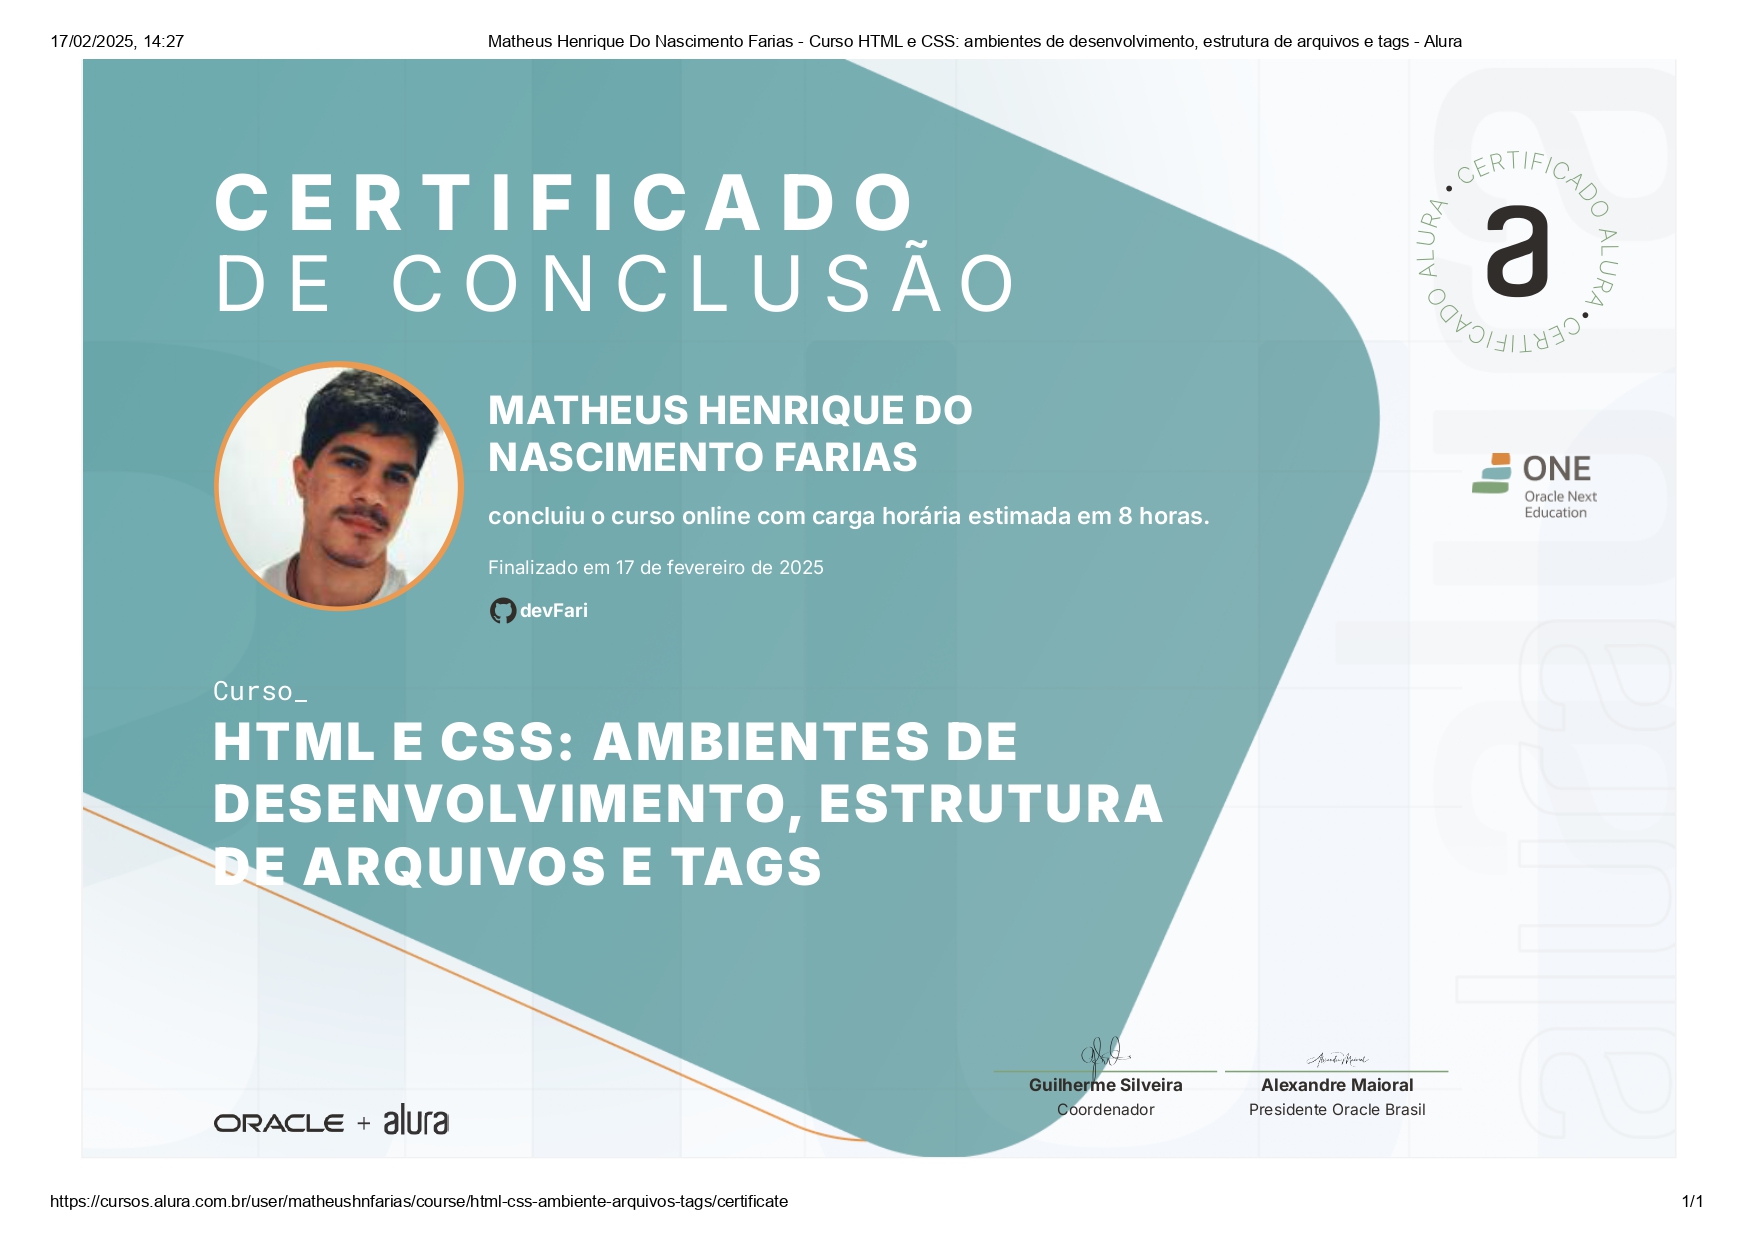 17/02/2025, 14:27
Matheus Henrique Do Nascimento Farias - Curso HTML e CSS: ambientes de desenvolvimento, estrutura de arquivos e tags - Alura
CERTIFICADO
DE CONCLUSÃO
• CERTIFICADO ALURA • CERTIFICADO ALURA
a
MATHEUS HENRIQUE DO
NASCIMENTO FARIAS
concluiu o curso online com carga horária estimada em 8 horas.
Finalizado em 17 de fevereiro de 2025
devFari
ONE
Oracle Next
Education
Curso_
HTML E CSS: AMBIENTES DE
DESENVOLVIMENTO, ESTRUTURA
DE ARQUIVOS E TAGS
alura
alura
Alexandre Maioral
Guilherme Silveira
Coordenador
Alexandre Maioral
Presidente Oracle Brasil
ORACLE + alura
https://cursos.alura.com.br/user/matheushnfarias/course/html-css-ambiente-arquivos-tags/certificate
1/1